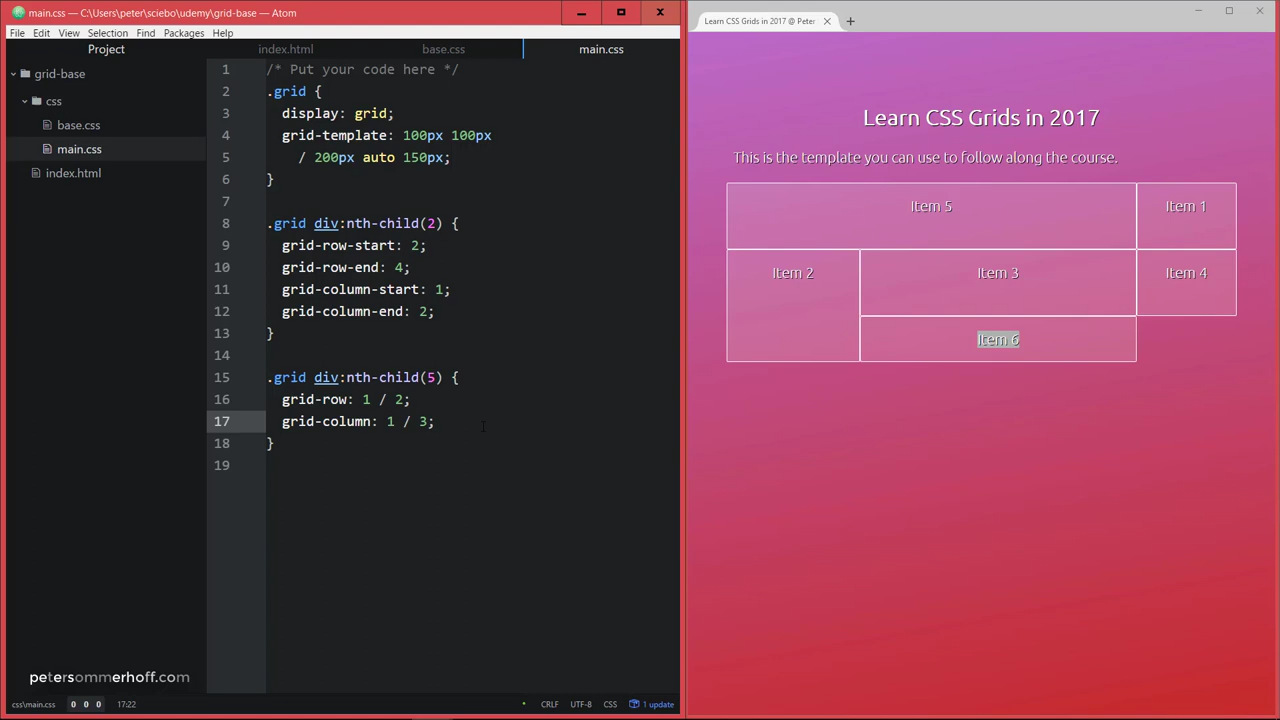 main.css — C:\Users\peter\sciebo\udemy\grid-base — Atom
File Edit View Selection Find Packages Help
Project
grid-base
css
base.css
main.css
index.html
index.html base.css main.css
1 /* Put your code here */
2 .grid {
3 display: grid;
4 grid-template: 100px 100px
5 / 200px auto 150px;
6 }
7
8 .grid div:nth-child(2) {
9 grid-row-start: 2;
10 grid-row-end: 4;
11 grid-column-start: 1;
12 grid-column-end: 2;
13 }
14
15 .grid div:nth-child(5) {
16 grid-row: 1 / 2;
17 grid-column: 1 / 3;
18 }
19
petersommerhoff.com
css\main.css 0 0 0 17:22 CRLF UTF-8 CSS 1 update
Learn CSS Grids in 2017 @ Peter
Learn CSS Grids in 2017
This is the template you can use to follow along the course.
Item 5 Item 1
Item 2 Item 3 Item 4
Item 6